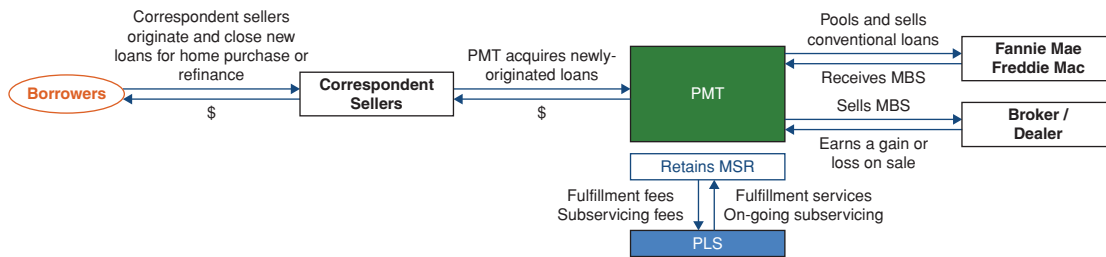 Correspondent sellers
originate and close new
loans for home purchase or
refinance
Borrowers
$
Correspondent
Sellers
PMT acquires newly-
originated loans
$
PMT
Pools and sells
conventional loans
Receives MBS
Fannie Mae
Freddie Mac
Sells MBS
Earns a gain or
loss on sale
Broker /
Dealer
Retains MSR
Fulfillment fees
Subservicing fees
Fulfillment services
On-going subservicing
PLS